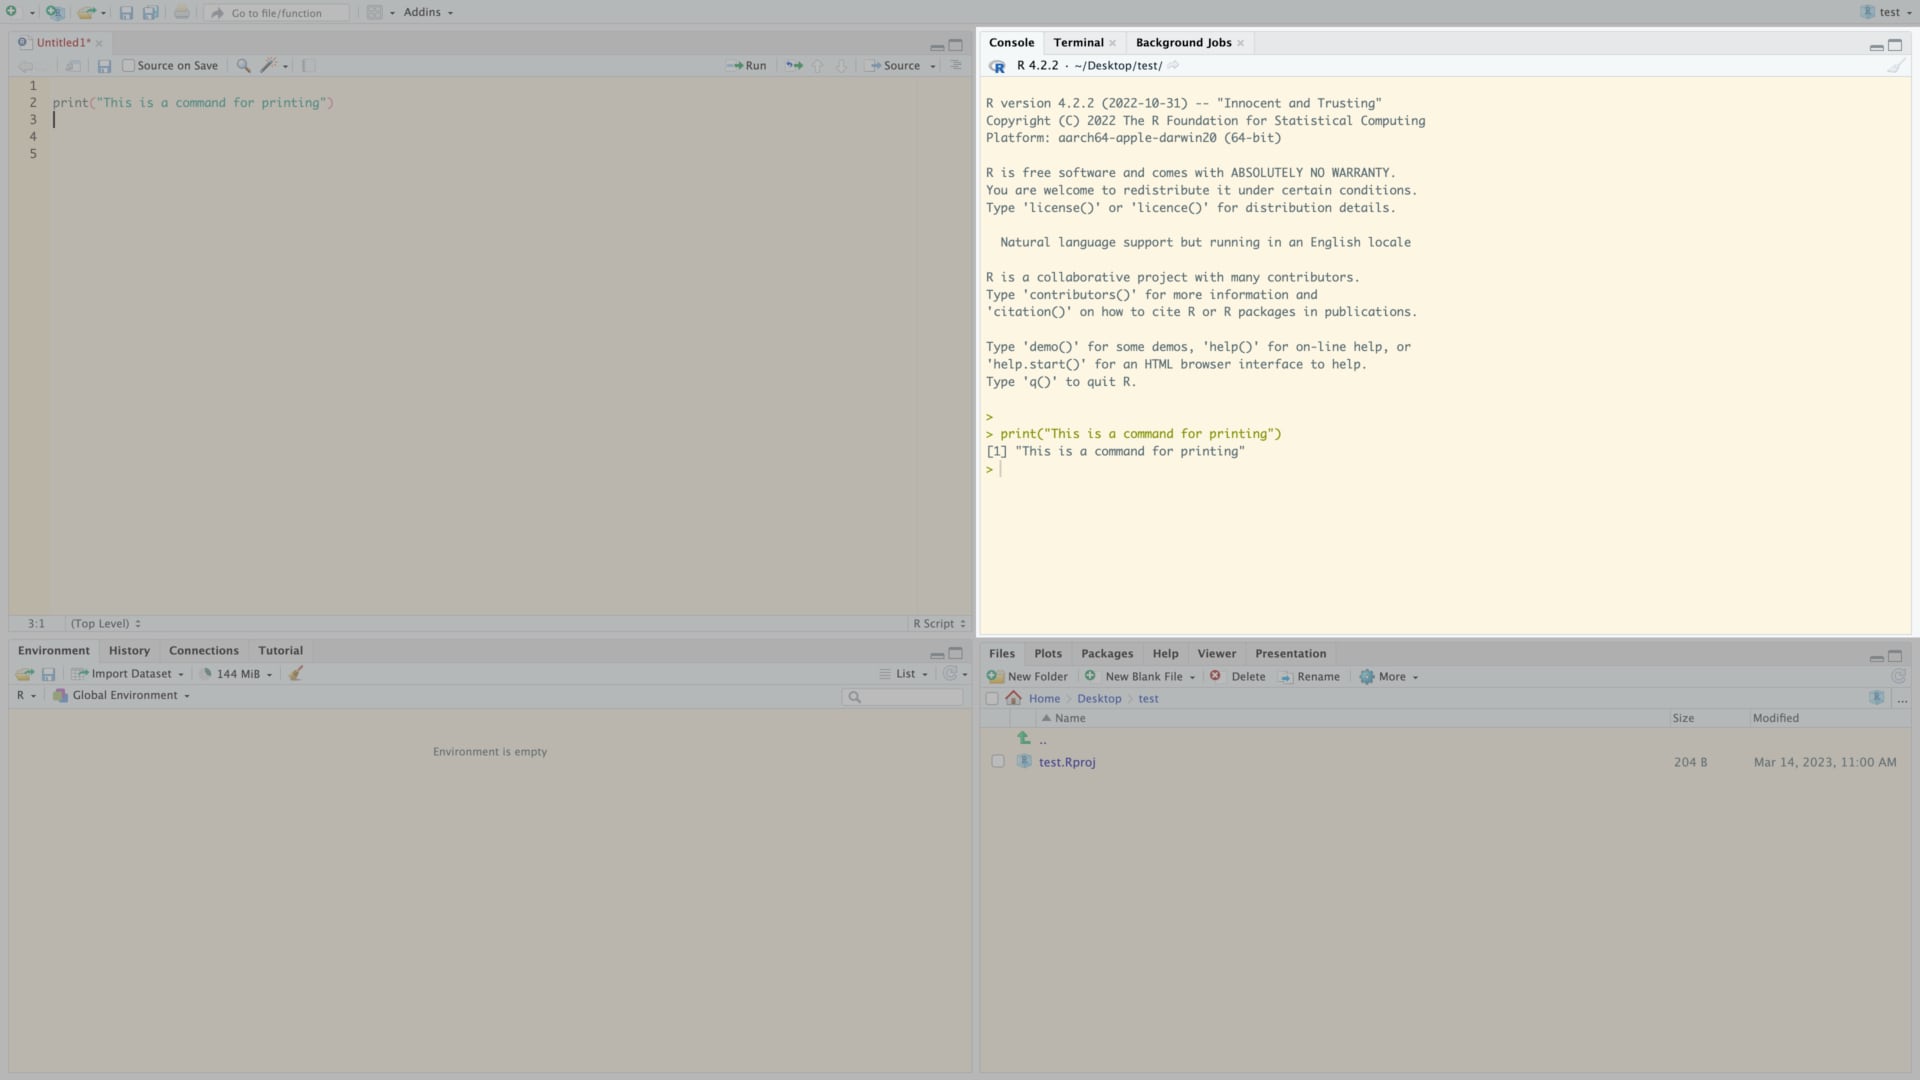 Go to file/function Addins test
Untitled1*
Source on Save Run Source
1
2 print("This is a command for printing")
3
4
5
3:1 (Top Level) R Script
Console Terminal Background Jobs
R 4.2.2 · ~/Desktop/test/
R version 4.2.2 (2022-10-31) -- "Innocent and Trusting"
Copyright (C) 2022 The R Foundation for Statistical Computing
Platform: aarch64-apple-darwin20 (64-bit)
R is free software and comes with ABSOLUTELY NO WARRANTY.
You are welcome to redistribute it under certain conditions.
Type 'license()' or 'licence()' for distribution details.
Natural language support but running in an English locale
R is a collaborative project with many contributors.
Type 'contributors()' for more information and
'citation()' on how to cite R or R packages in publications.
Type 'demo()' for some demos, 'help()' for on-line help, or
'help.start()' for an HTML browser interface to help.
Type 'q()' to quit R.
>
> print("This is a command for printing")
[1] "This is a command for printing"
>
Environment History Connections Tutorial
Import Dataset 144 MiB List
R Global Environment
Environment is empty
Files Plots Packages Help Viewer Presentation
New Folder New Blank File Delete Rename More
Home Desktop test ...
Name Size Modified
..
test.Rproj 204 B Mar 14, 2023, 11:00 AM